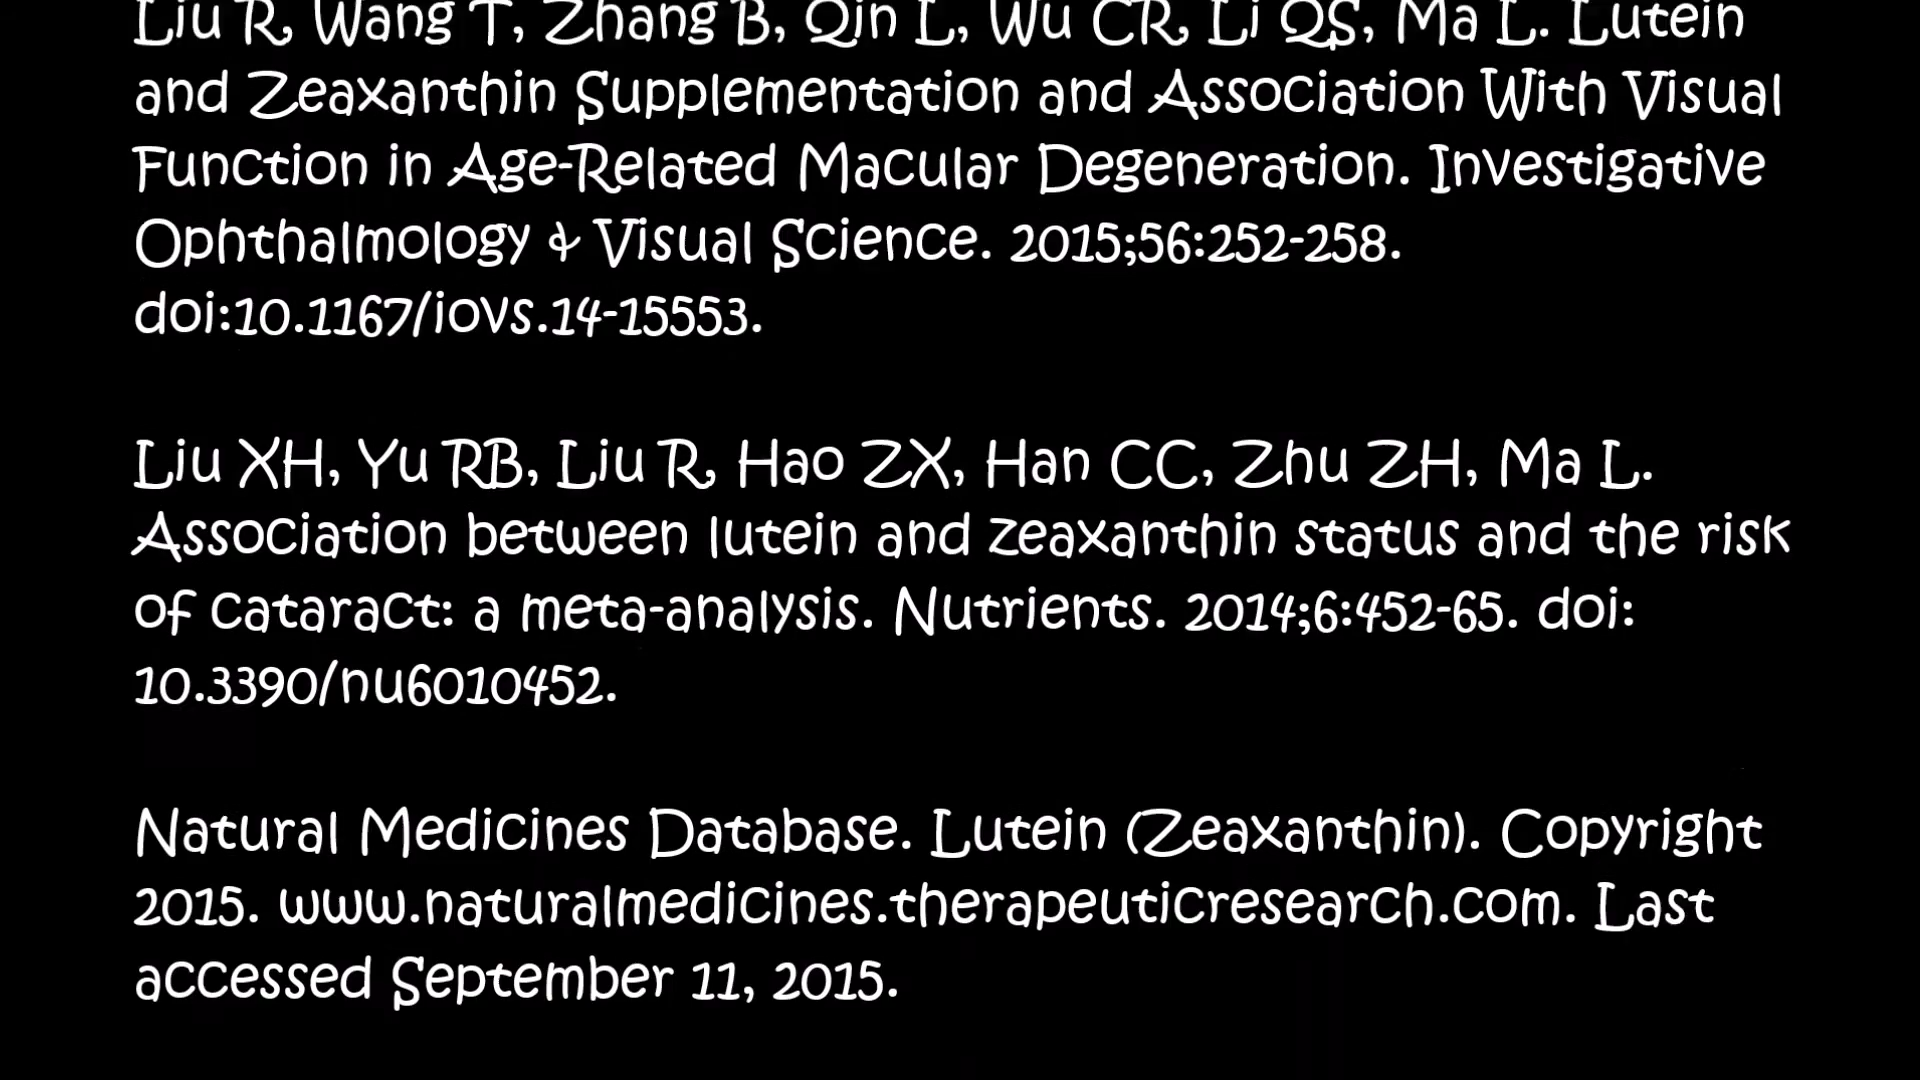 Liu R, Wang T, Zhang B, Qin L, Wu CR, Li QS, Ma L. Lutein
and Zeaxanthin Supplementation and Association With Visual
Function in Age-Related Macular Degeneration. Investigative
Ophthalmology & Visual Science. 2015;56:252-258.
doi:10.1167/iovs.14-15553.
Liu XH, Yu RB, Liu R, Hao ZX, Han CC, Zhu ZH, Ma L.
Association between lutein and zeaxanthin status and the risk
of cataract: a meta-analysis. Nutrients. 2014;6:452-65. doi:
10.3390/nu6010452.
Natural Medicines Database. Lutein (Zeaxanthin). Copyright
2015. www.naturalmedicines.therapeuticresearch.com. Last
accessed September 11, 2015.